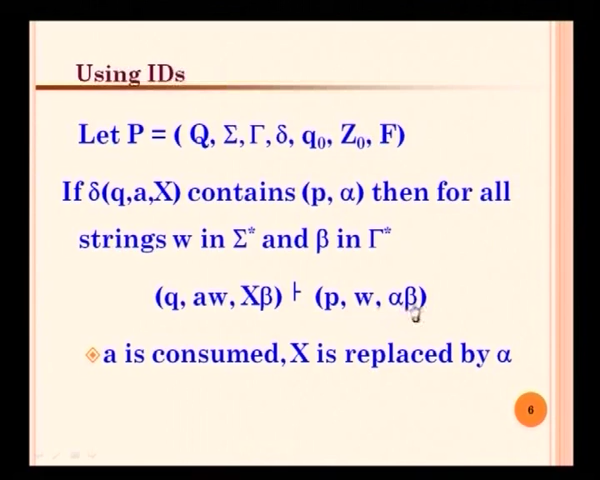 Using IDs
Let P = ( Q, Σ, Γ, δ, q₀, Z₀, F)
If δ(q,a,X) contains (p, α) then for all
strings w in Σ* and β in Γ*
(q, aw, Xβ) ⊦ (p, w, αβ)
a is consumed, X is replaced by α
6